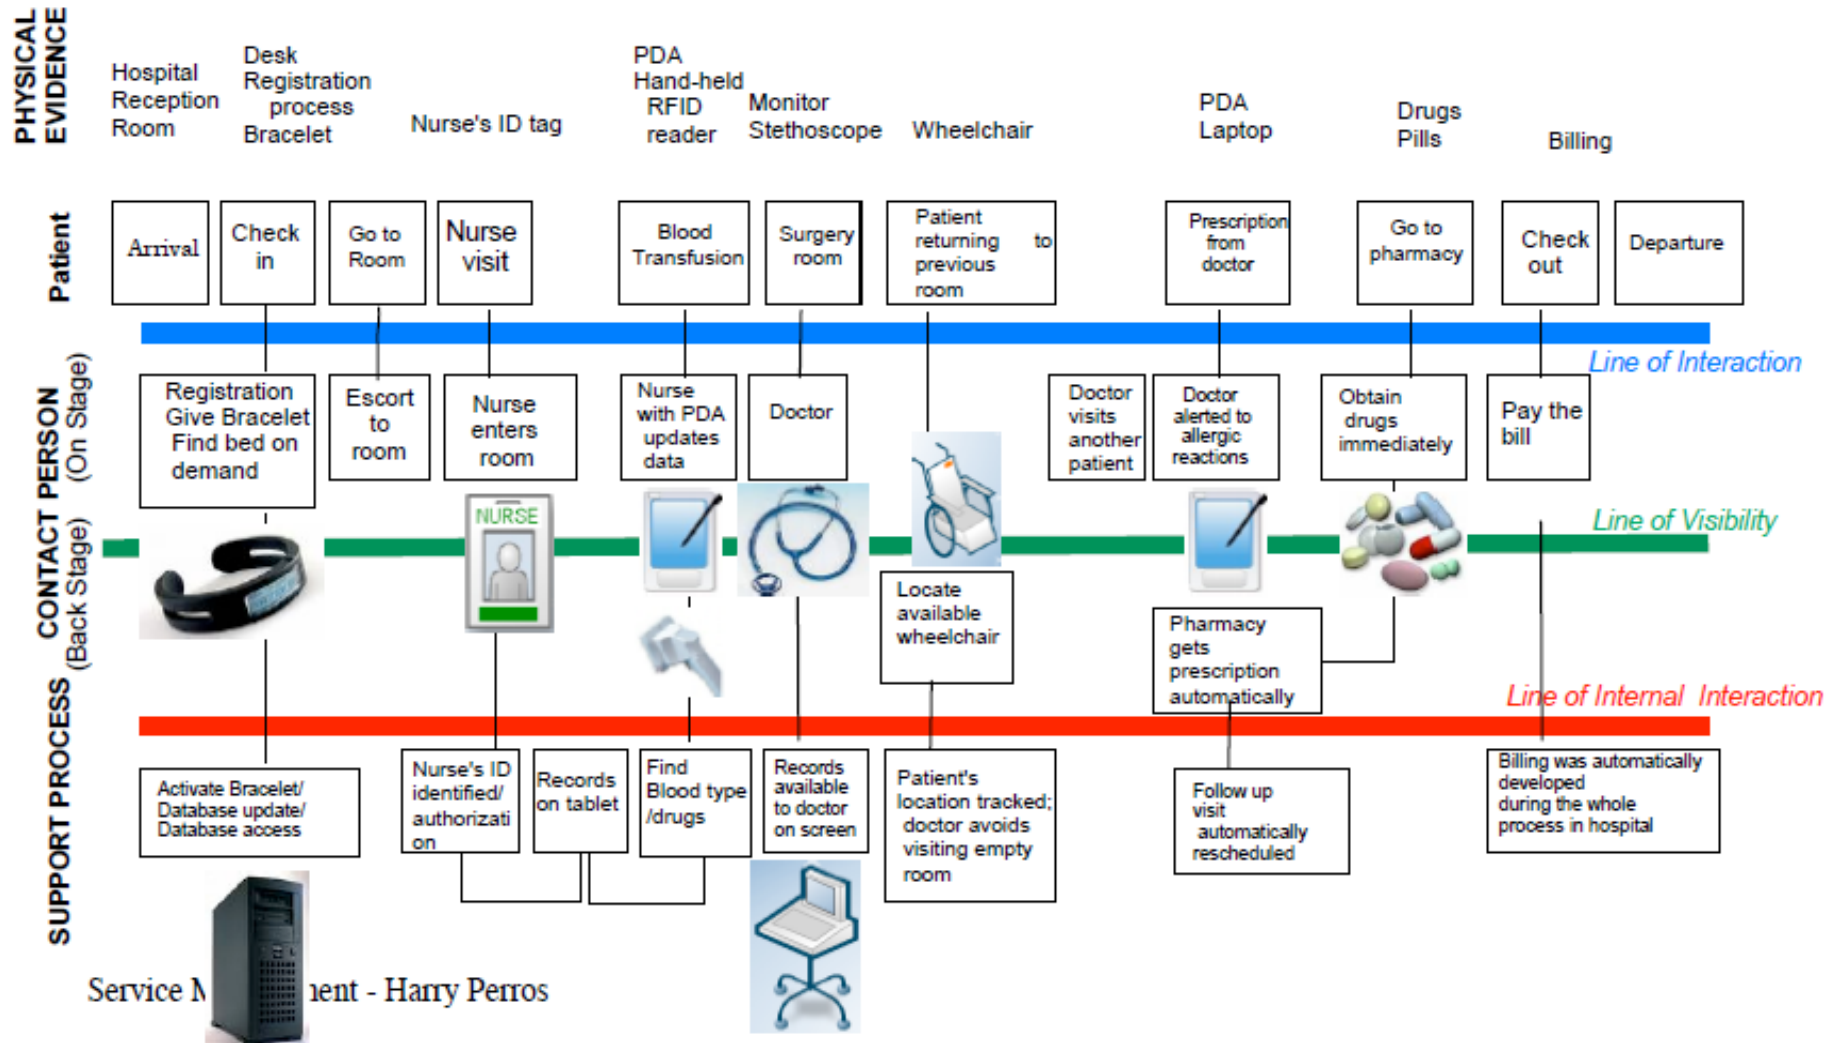 PHYSICAL
EVIDENCE
Hospital
Reception
Room
Desk
Registration
process
Bracelet
Nurse's ID tag
PDA
Hand-held
RFID
reader
Monitor
Stethoscope
Wheelchair
PDA
Laptop
Drugs
Pills
Billing
Patient
Arrival
Check
in
Go to
Room
Nurse
visit
Blood
Transfusion
Surgery
room
Patient
returning to
previous
room
Prescription
from
doctor
Go to
pharmacy
Check
out
Departure
Line of Interaction
CONTACT PERSON
(On Stage)
(Back Stage)
Registration
Give Bracelet
Find bed on
demand
Escort
to
room
Nurse
enters
room
Nurse
with PDA
updates
data
Doctor
Doctor
visits
another
patient
Doctor
alerted to
allergic
reactions
Obtain
drugs
immediately
Pay the
bill
NURSE
Line of Visibility
Locate
available
wheelchair
Pharmacy
gets
prescription
automatically
Line of Internal Interaction
SUPPORT PROCESS
Activate Bracelet/
Database update/
Database access
Nurse's ID
identified/
authorizati
on
Records
on tablet
Find
Blood type
/drugs
Records
available
to doctor
on screen
Patient's
location tracked;
doctor avoids
visiting empty
room
Follow up
visit
automatically
rescheduled
Billing was automatically
developed
during the whole
process in hospital
Service M ent - Harry Perros